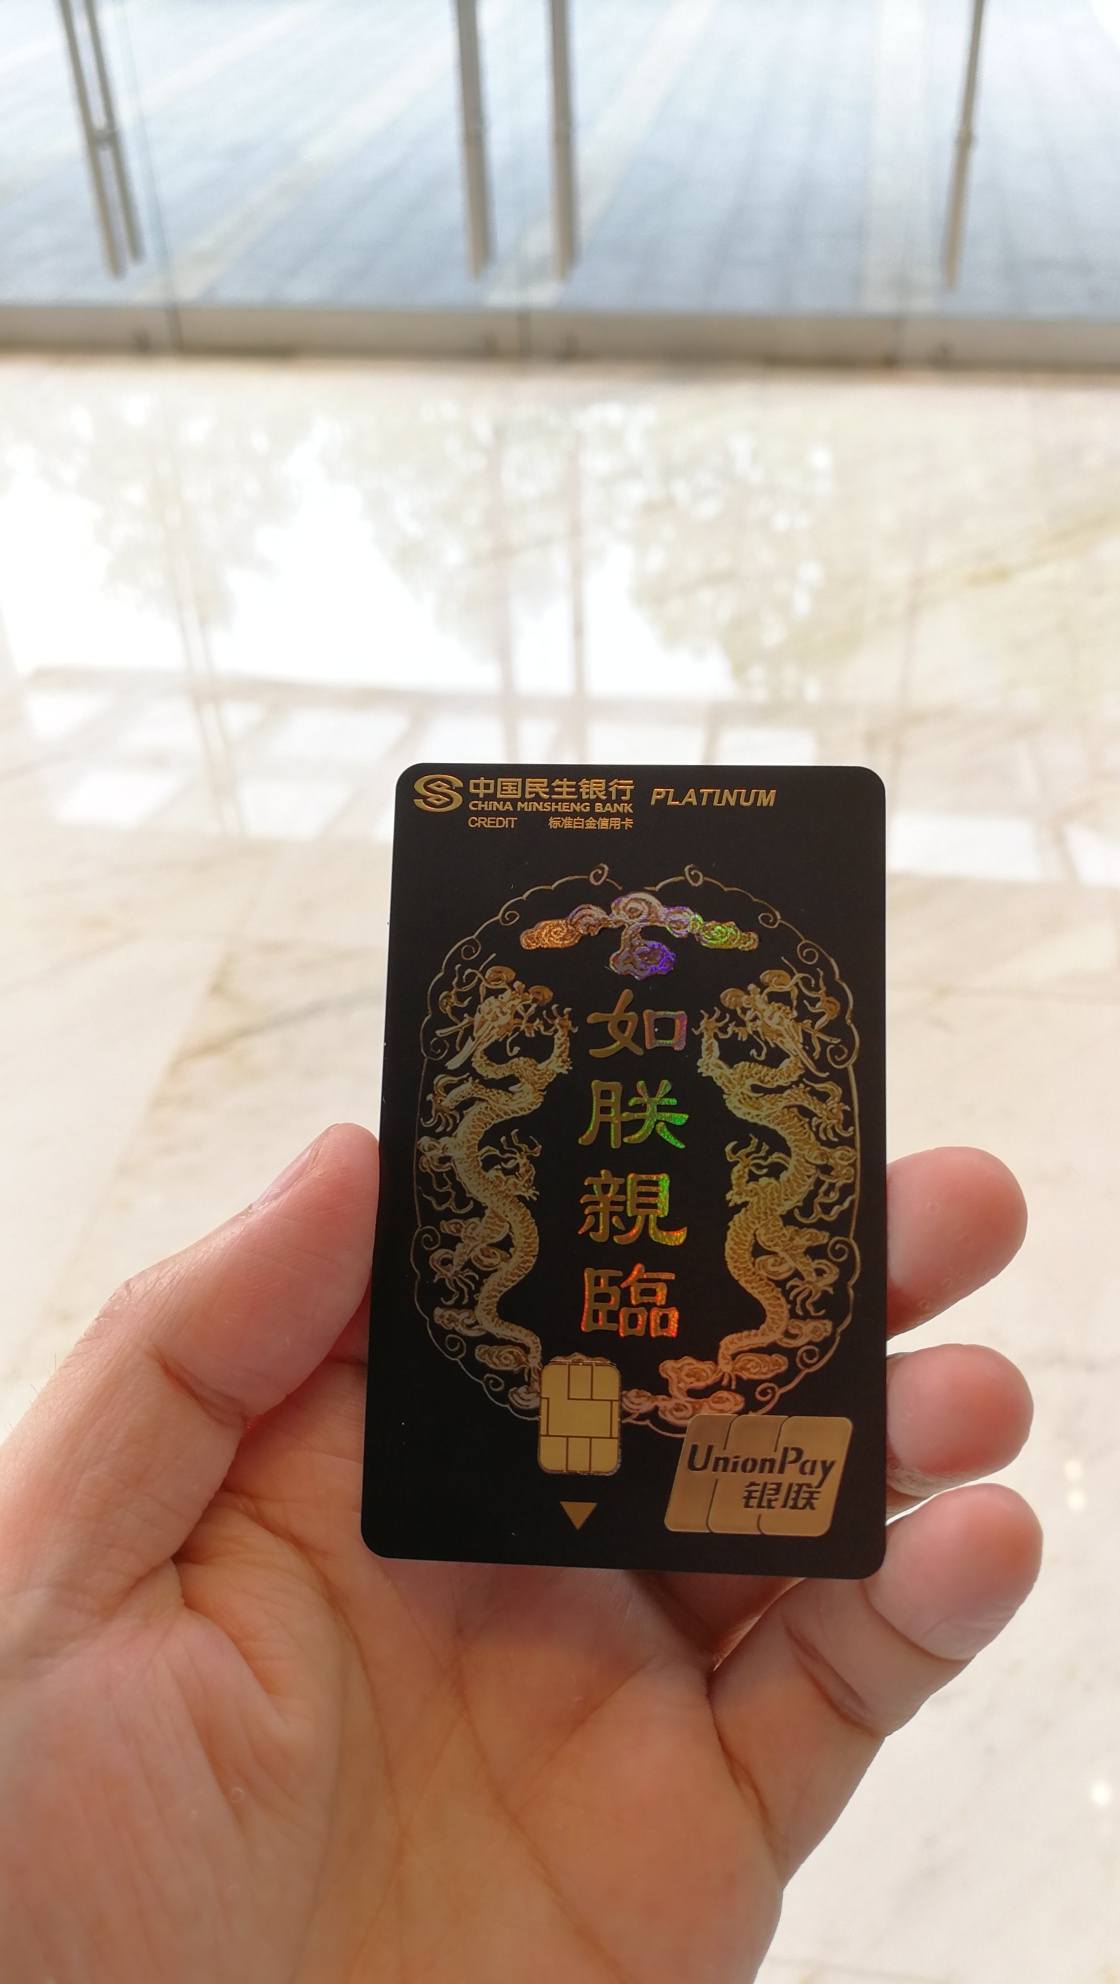 中国民生银行 PLATINUM
CHINA MINSHENG BANK
CREDIT 标准白金信用卡
如
朕
親
臨
UnionPay
银联